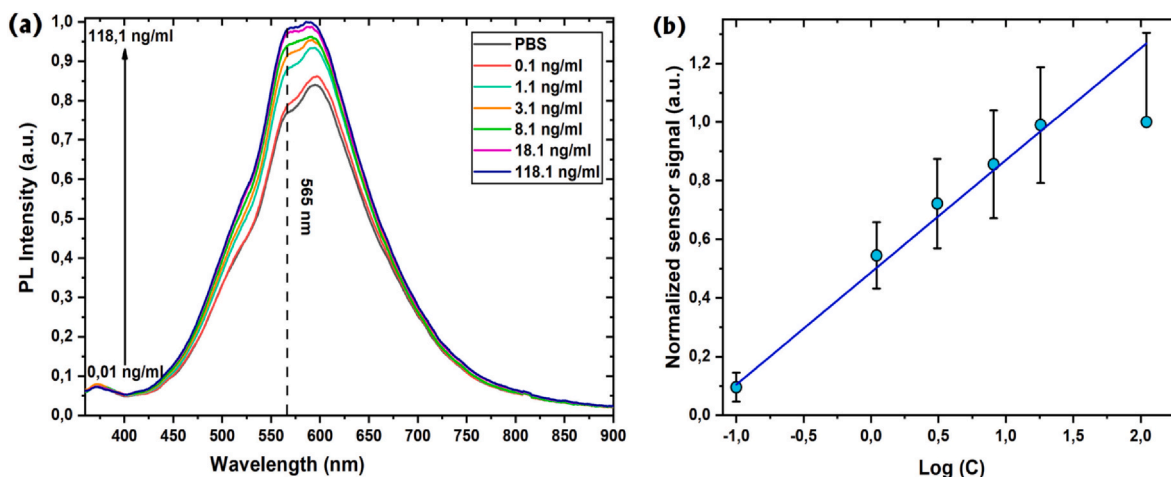 (a)
118,1 ng/ml
0,01 ng/ml
565 nm
PBS
0.1 ng/ml
1.1 ng/ml
3.1 ng/ml
8.1 ng/ml
18.1 ng/ml
118.1 ng/ml
PL Intensity (a.u.)
1,0
0,9
0,8
0,7
0,6
0,5
0,4
0,3
0,2
0,1
0,0
400 450 500 550 600 650 700 750 800 850 900
Wavelength (nm)
(b)
Normalized sensor signal (a.u.)
1,2
1,0
0,8
0,6
0,4
0,2
0,0
-1,0 -0,5 0,0 0,5 1,0 1,5 2,0
Log (C)